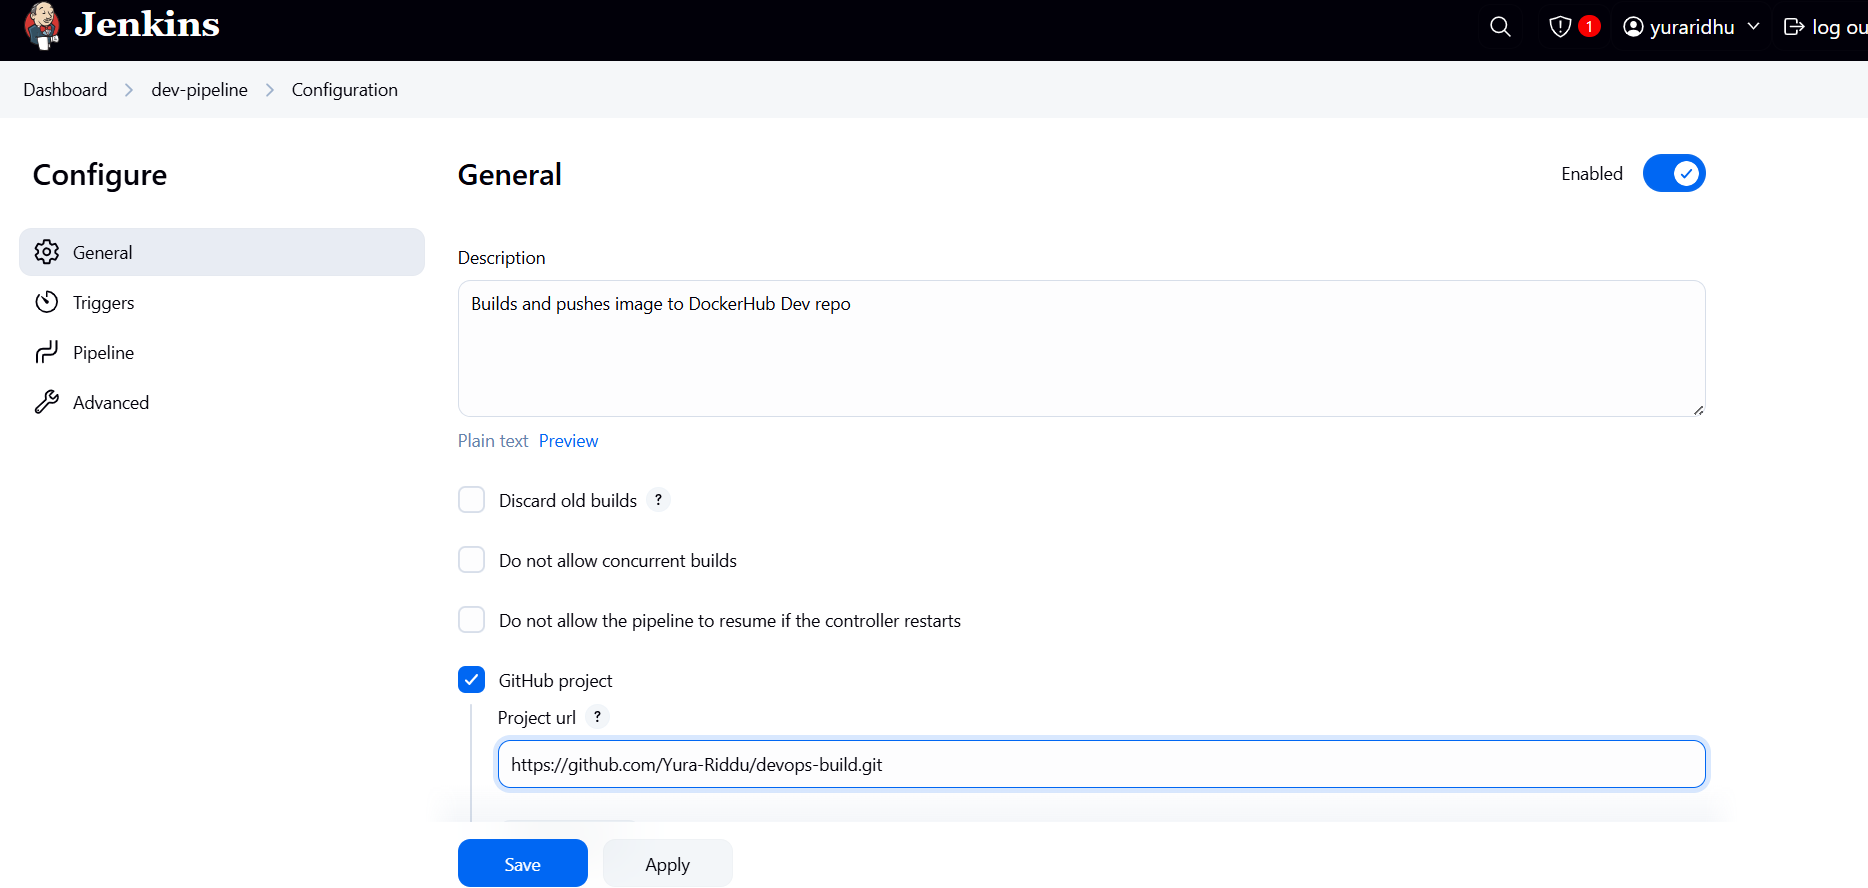 Jenkins
1
yuraridhu
log ou
Dashboard
dev-pipeline
Configuration
Configure
General
Triggers
Pipeline
Advanced
General
Enabled
Description
Builds and pushes image to DockerHub Dev repo
Plain text Preview
Discard old builds ?
Do not allow concurrent builds
Do not allow the pipeline to resume if the controller restarts
GitHub project
Project url ?
https://github.com/Yura-Riddu/devops-build.git
Save
Apply